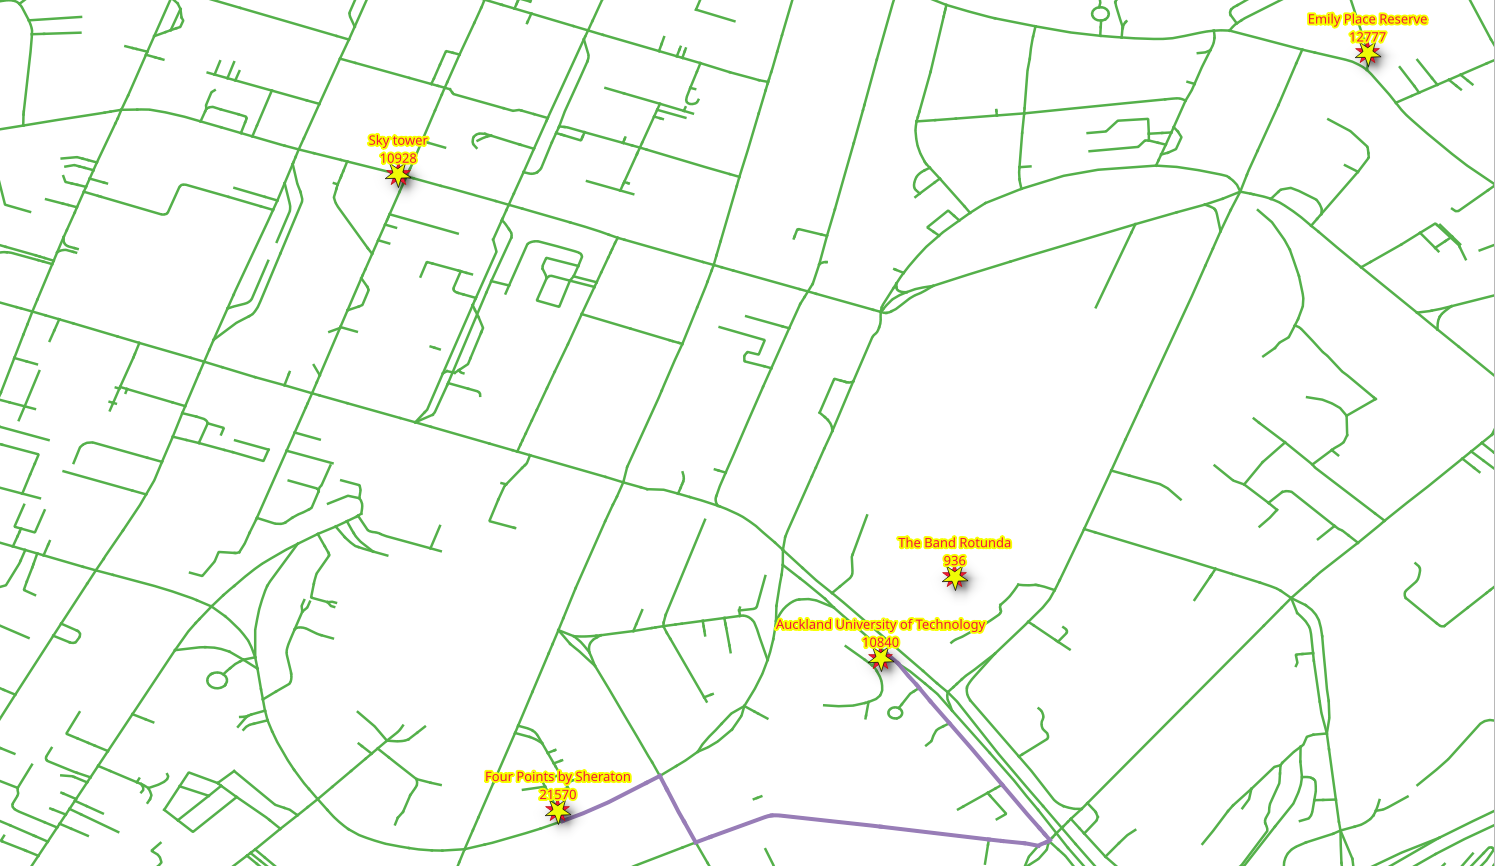 Emily Place Reserve
12777
Sky tower
10928
The Band Rotunda
936
Auckland University of Technology
10840
Four Points by Sheraton
21570